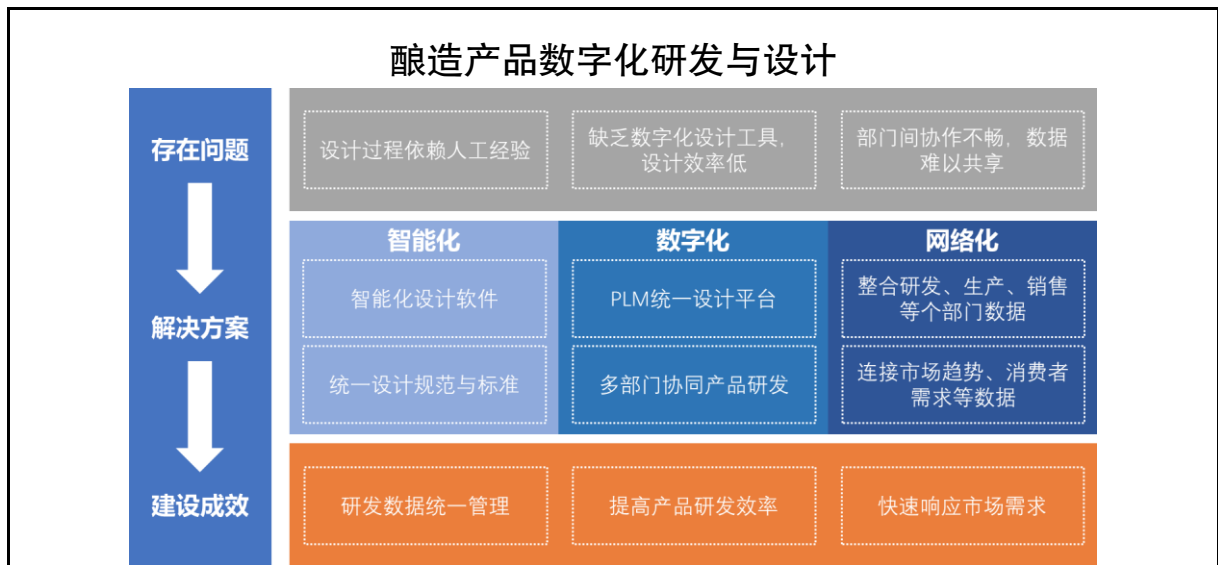 酿造产品数字化研发与设计
存在问题
设计过程依赖人工经验
缺乏数字化设计工具，
设计效率低
部门间协作不畅，数据
难以共享
解决方案
智能化
智能化设计软件
统一设计规范与标准
数字化
PLM统一设计平台
多部门协同产品研发
网络化
整合研发、生产、销售
等个部门数据
连接市场趋势、消费者
需求等数据
建设成效
研发数据统一管理
提高产品研发效率
快速响应市场需求